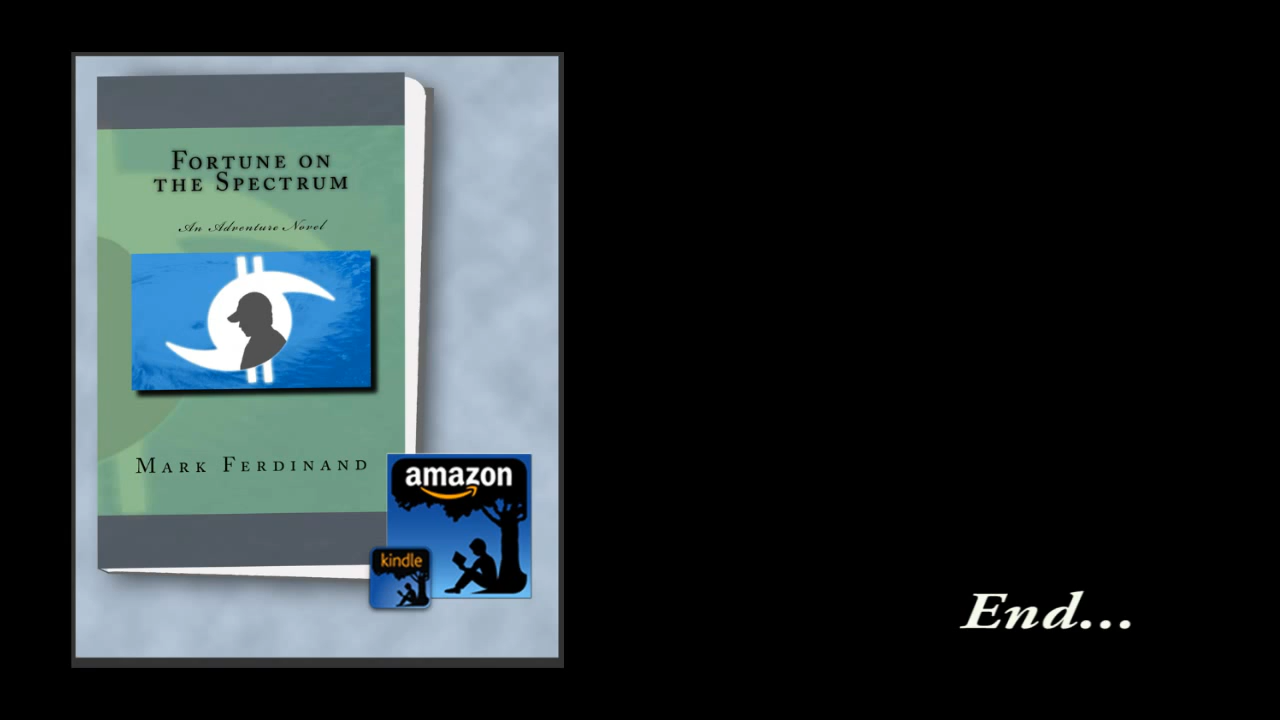 Fortune on
the Spectrum
An Adventure Novel
Mark Ferdinand
amazon
kindle
End...